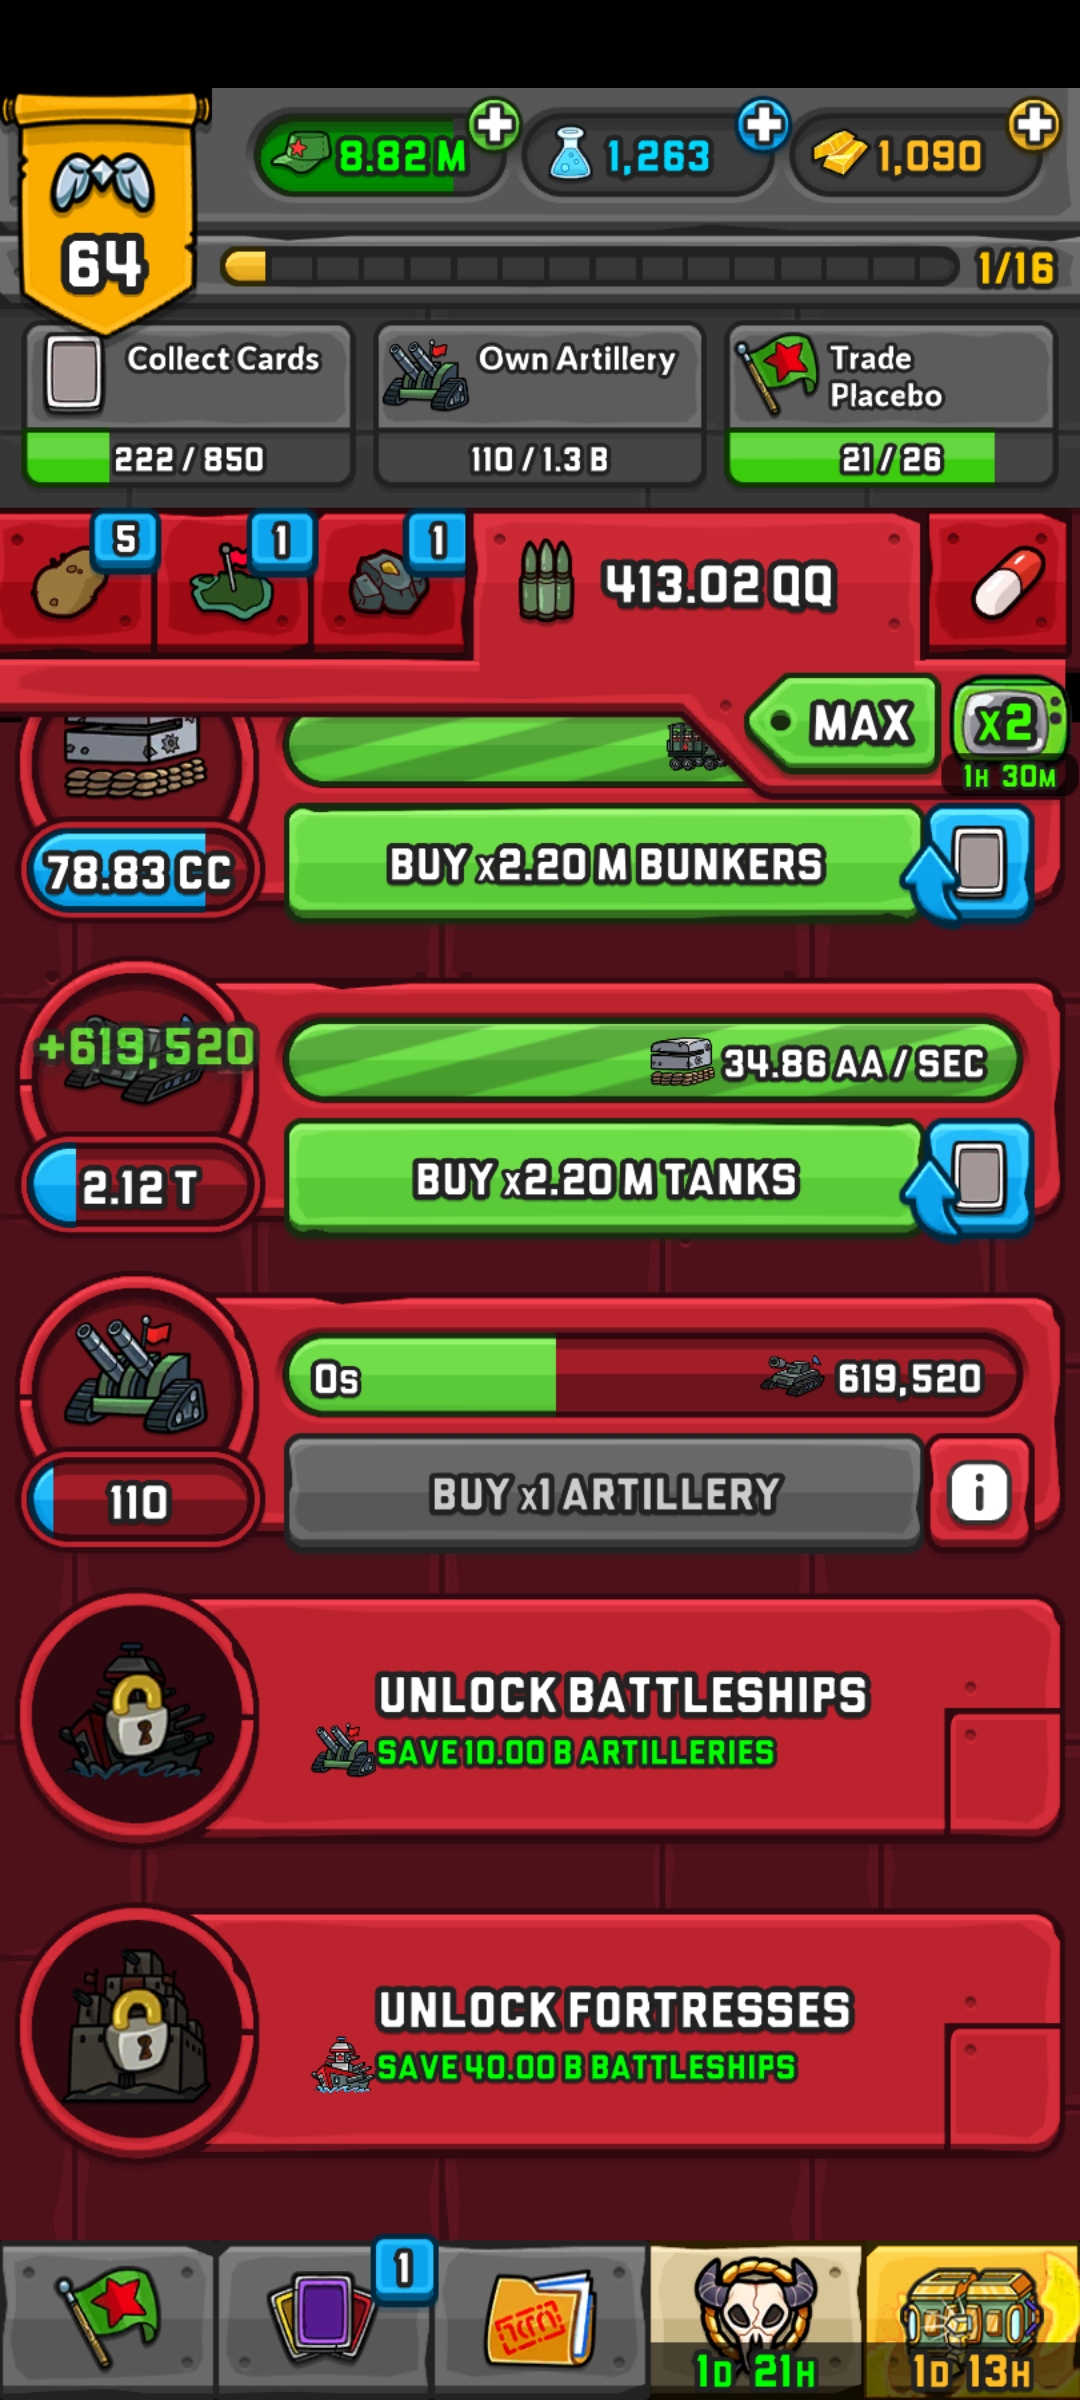 64
8.82 M
1,263
1,090
1/16
Collect Cards
222 / 850
Own Artillery
110 / 1.3 B
Trade
Placebo
21 / 26
5
1
1
413.02 QQ
MAX
x2
1H 30M
78.83 CC
BUY x2.20 M BUNKERS
+619,520
34.86 AA / SEC
2.12 T
BUY x2.20 M TANKS
0s
619,520
110
BUY x1 ARTILLERY
i
UNLOCK BATTLESHIPS
SAVE 10.00 B ARTILLERIES
UNLOCK FORTRESSES
SAVE 40.00 B BATTLESHIPS
1
1D 21H
1D 13H